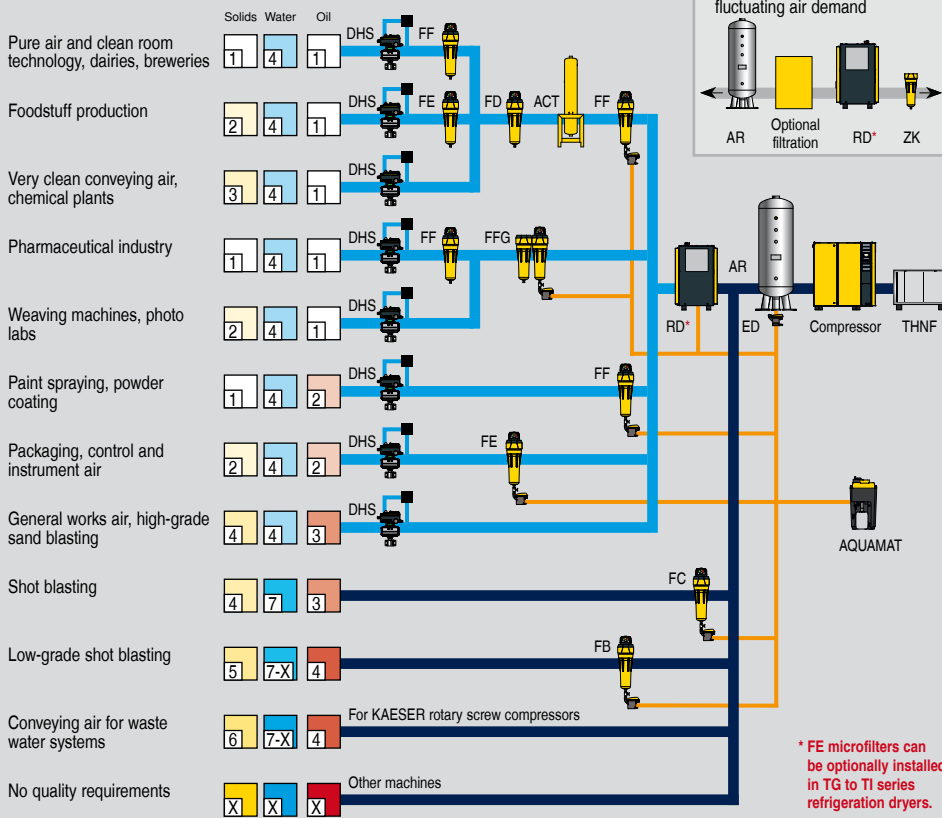 Solids Water Oil
Pure air and clean room
technology, dairies, breweries
1 4 1
DHS FF
Foodstuff production
2 4 1
DHS FE FD ACT FF
Very clean conveying air,
chemical plants
3 4 1
DHS
Pharmaceutical industry
1 4 1
DHS FF FFG
Weaving machines, photo
labs
2 4 1
DHS
Paint spraying, powder
coating
1 4 2
DHS FF
Packaging, control and
instrument air
2 4 2
DHS FE
General works air, high-grade
sand blasting
4 4 3
DHS
Shot blasting
4 7 3
FC
Low-grade shot blasting
5 7-X 4
FB
Conveying air for waste
water systems
6 7-X 4
For KAESER rotary screw compressors
No quality requirements
X X X
Other machines
fluctuating air demand
AR Optional
filtration
RD* ZK
AR
RD* ED Compressor THNF
AQUAMAT
* FE microfilters can
be optionally installed
in TG to TI series
refrigeration dryers.